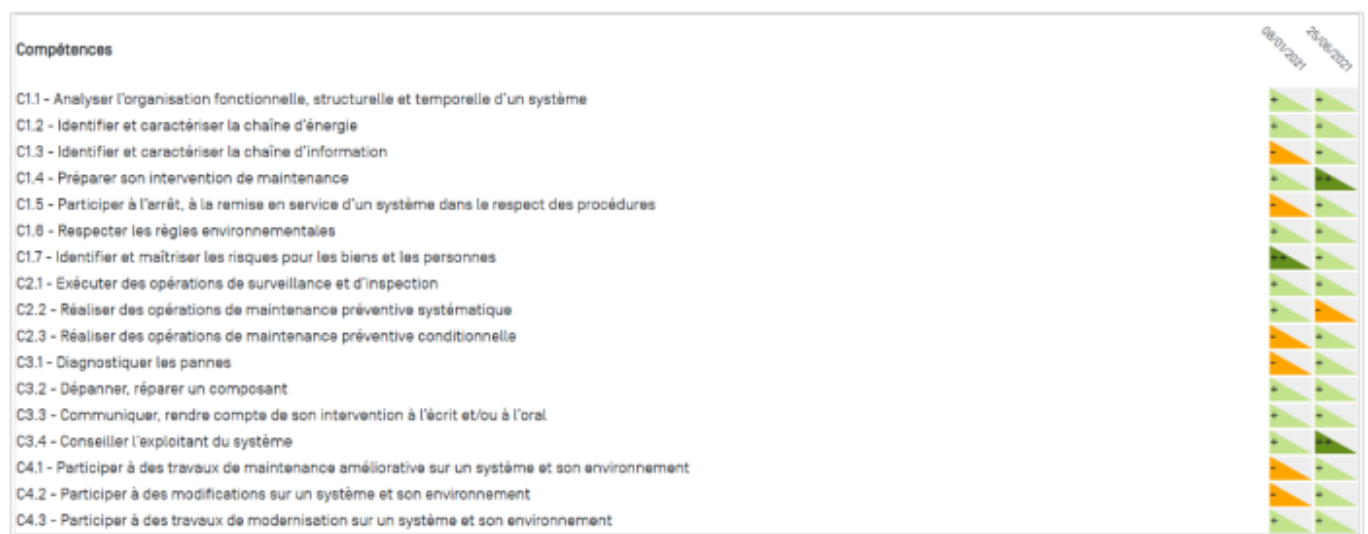 Compétences 08/01/2021 25/06/2021
C1.1 - Analyser l'organisation fonctionnelle, structurelle et temporelle d'un système + +
C1.2 - Identifier et caractériser la chaîne d'énergie + +
C1.3 - Identifier et caractériser la chaîne d'information - +
C1.4 - Préparer son intervention de maintenance + ++
C1.5 - Participer à l'arrêt, à la remise en service d'un système dans le respect des procédures - +
C1.6 - Respecter les règles environnementales + +
C1.7 - Identifier et maîtriser les risques pour les biens et les personnes ++ +
C2.1 - Exécuter des opérations de surveillance et d'inspection + +
C2.2 - Réaliser des opérations de maintenance préventive systématique + -
C2.3 - Réaliser des opérations de maintenance préventive conditionnelle - +
C3.1 - Diagnostiquer les pannes - +
C3.2 - Dépanner, réparer un composant + +
C3.3 - Communiquer, rendre compte de son intervention à l'écrit et/ou à l'oral + +
C3.4 - Conseiller l'exploitant du système + ++
C4.1 - Participer à des travaux de maintenance améliorative sur un système et son environnement - +
C4.2 - Participer à des modifications sur un système et son environnement - +
C4.3 - Participer à des travaux de modernisation sur un système et son environnement + +